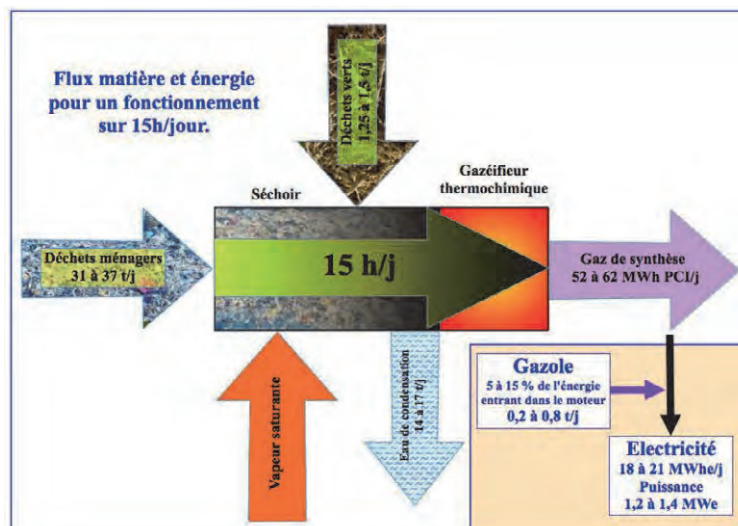 Flux matière et énergie
pour un fonctionnement
sur 15h/jour.
Déchets verts
1,25 à 1,5 t/j
Séchoir
Gazéifieur
thermochimique
Déchets ménagers
31 à 37 t/j
15 h/j
Gaz de synthèse
52 à 62 MWh PCI/j
Vapeur saturante
Eau de condensation
14 à 17 t/j
Gazole
5 à 15 % de l'énergie
entrant dans le moteur
0,2 à 0,8 t/j
Electricité
18 à 21 MWhe/j
Puissance
1,2 à 1,4 MWe